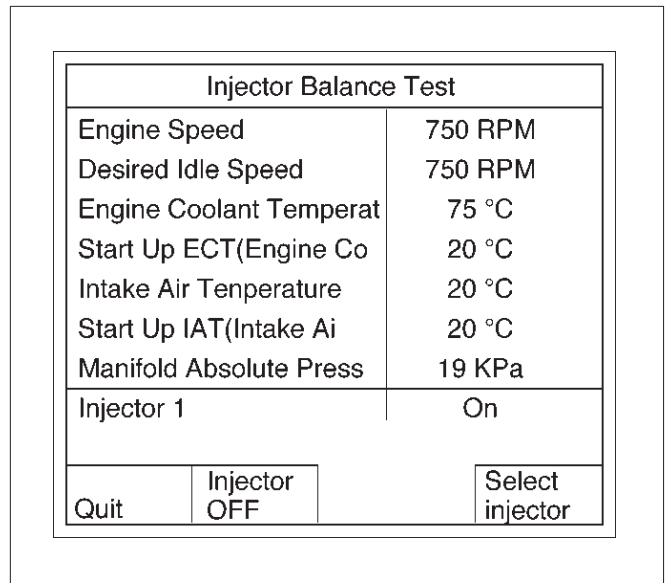 Injector Balance Test
Engine Speed 750 RPM
Desired Idle Speed 750 RPM
Engine Coolant Temperat 75 °C
Start Up ECT(Engine Co 20 °C
Intake Air Tenperature 20 °C
Start Up IAT(Intake Ai 20 °C
Manifold Absolute Press 19 KPa
Injector 1 On
Quit
Injector
OFF
Select
injector